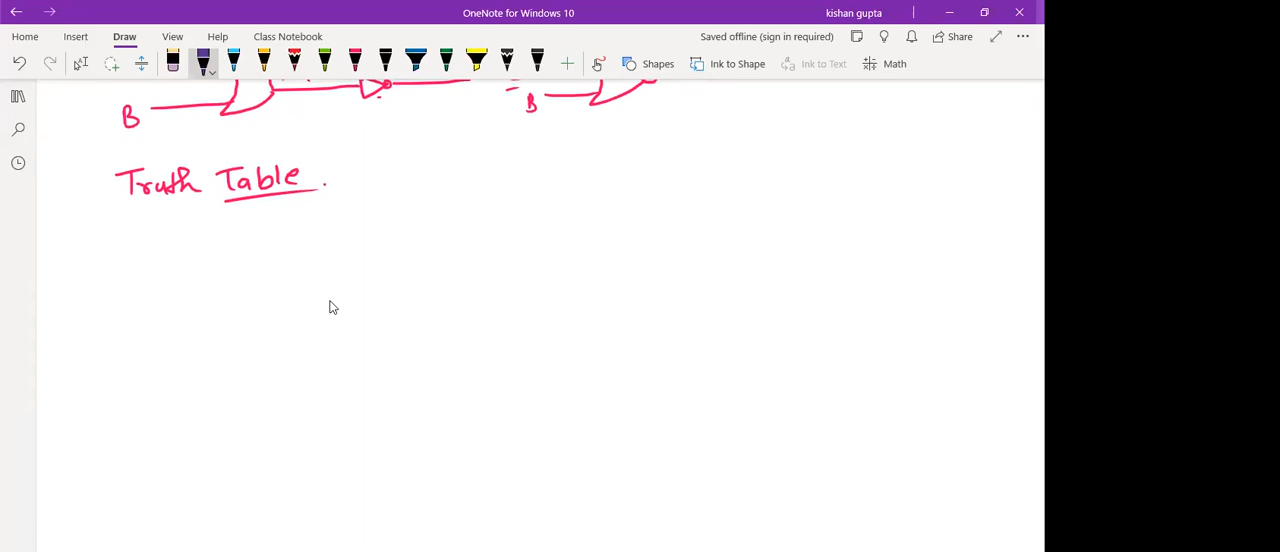 OneNote for Windows 10
kishan gupta
Home Insert Draw View Help Class Notebook
Saved offline (sign in required)
Share
Shapes Ink to Shape Ink to Text Math
B
B
Truth Table.